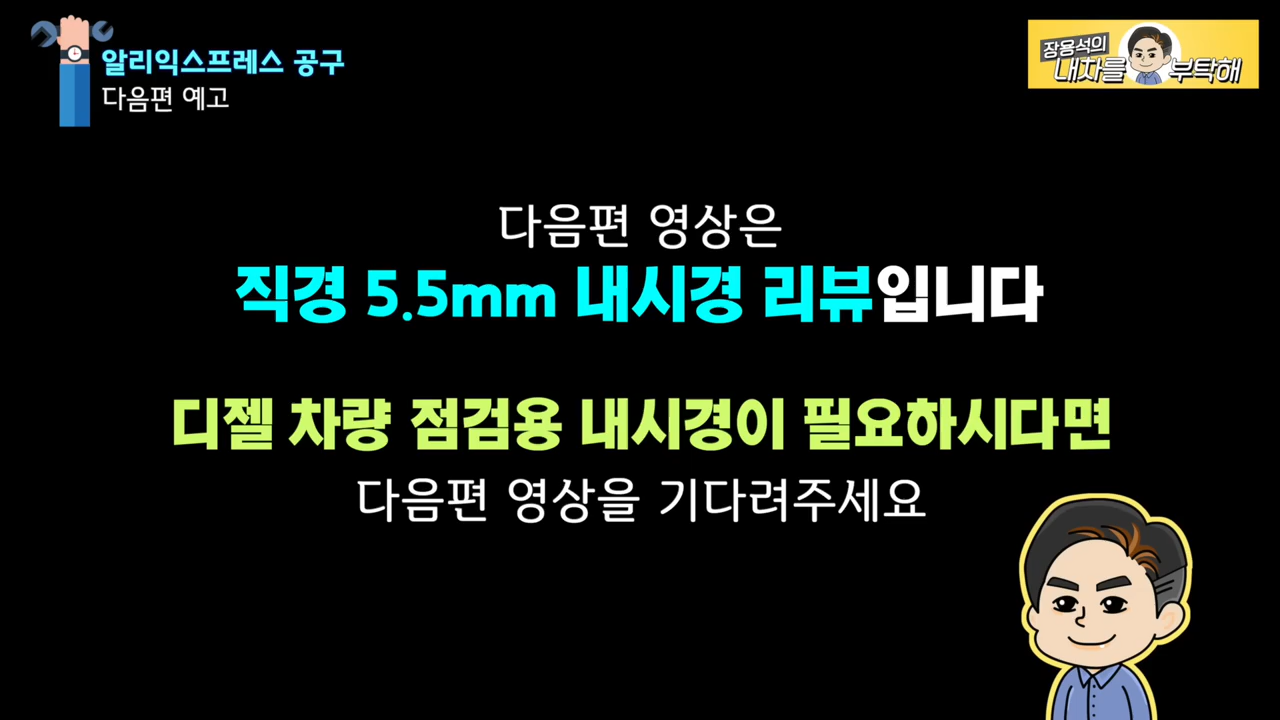 알리익스프레스 공구
다음편 예고
장용석의
내차를 부탁해
다음편 영상은
직경 5.5mm 내시경 리뷰입니다
디젤 차량 점검용 내시경이 필요하시다면
다음편 영상을 기다려주세요